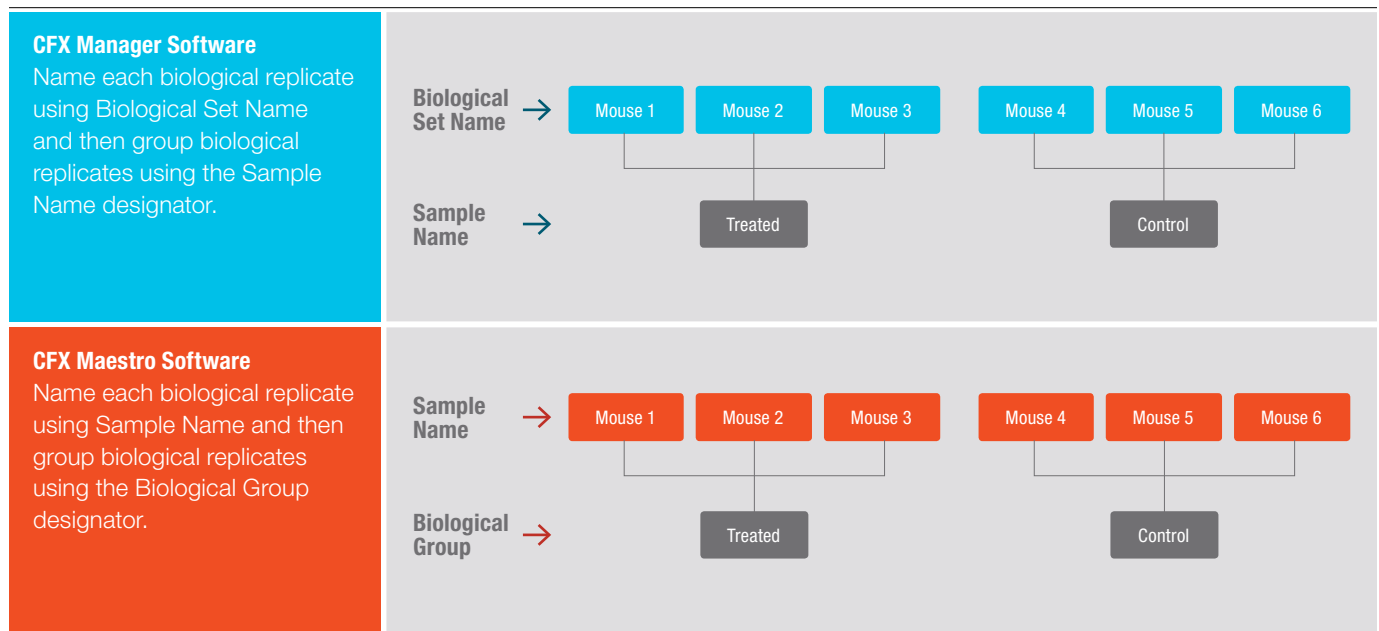 CFX Manager Software
Name each biological replicate
using Biological Set Name
and then group biological
replicates using the Sample
Name designator.
Biological
Set Name
Mouse 1 Mouse 2 Mouse 3 Mouse 4 Mouse 5 Mouse 6
Sample
Name
Treated Control
CFX Maestro Software
Name each biological replicate
using Sample Name and then
group biological replicates
using the Biological Group
designator.
Sample
Name
Mouse 1 Mouse 2 Mouse 3 Mouse 4 Mouse 5 Mouse 6
Biological
Group
Treated Control